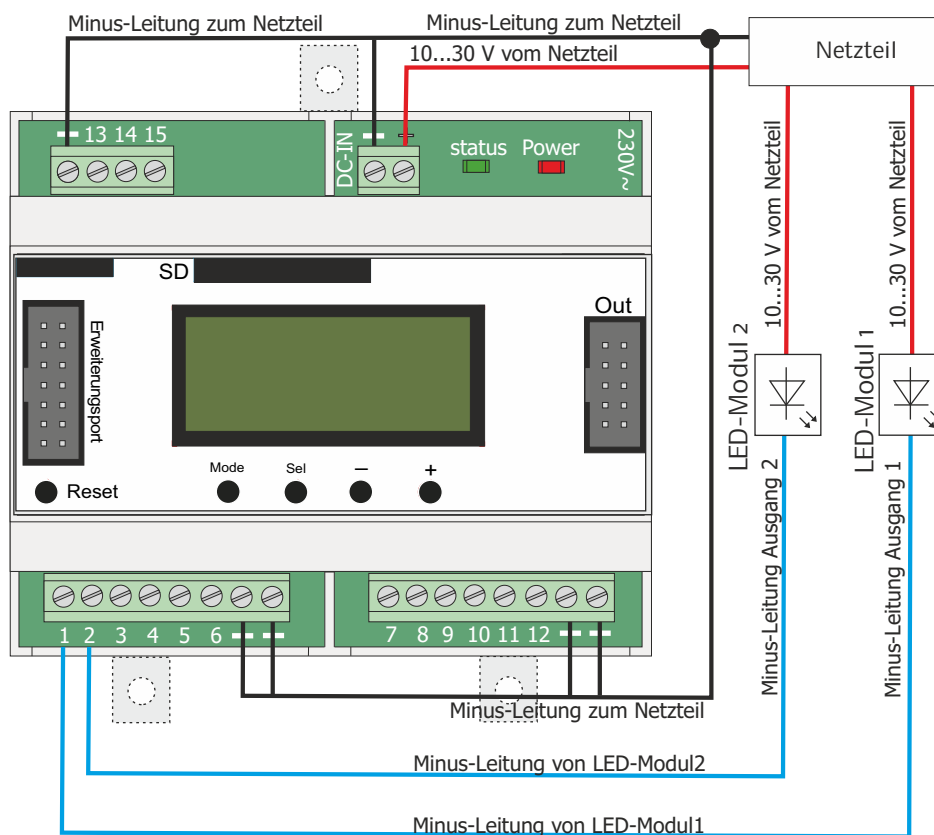 Minus-Leitung zum Netzteil
Minus-Leitung zum Netzteil
10...30 V vom Netzteil
Netzteil
– 13 14 15
DC-IN
– +
status
Power
230V~
10...30 V vom Netzteil
10...30 V vom Netzteil
SD
Erweiterungsport
Out
LED-Modul 2
LED-Modul 1
Mode
Sel
–
+
Reset
Minus-Leitung Ausgang 2
Minus-Leitung Ausgang 1
1 2 3 4 5 6 – –
7 8 9 10 11 12 – –
Minus-Leitung zum Netzteil
Minus-Leitung von LED-Modul2
Minus-Leitung von LED-Modul1